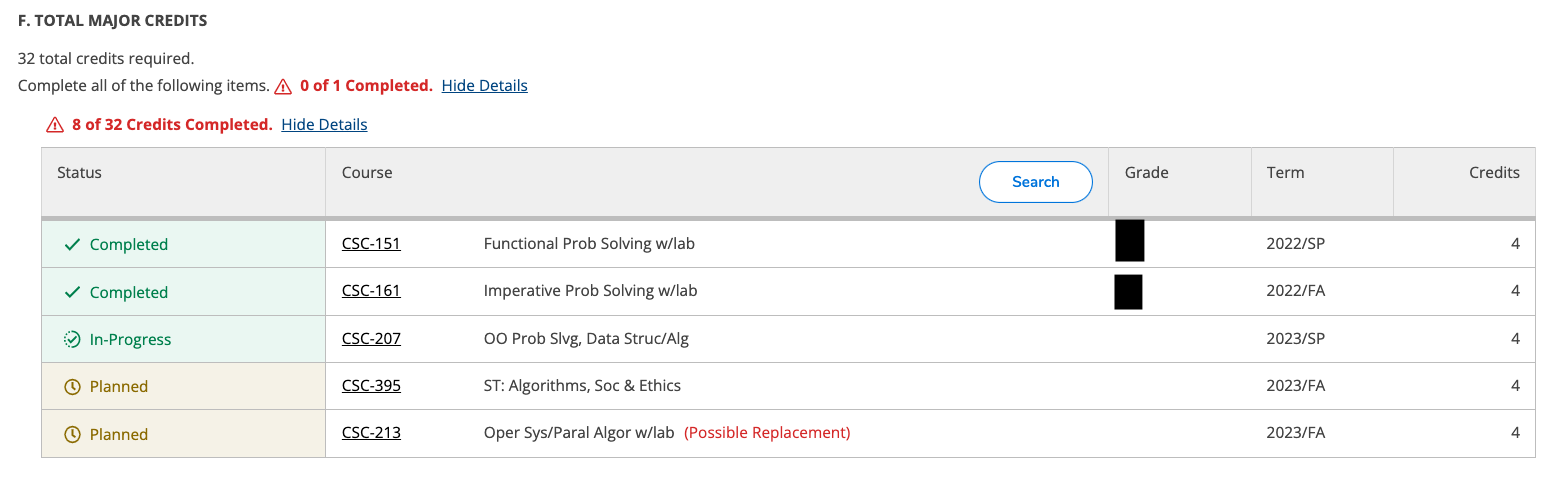 F. TOTAL MAJOR CREDITS
32 total credits required.
Complete all of the following items. 0 of 1 Completed. Hide Details
8 of 32 Credits Completed. Hide Details
Status Course Search Grade Term Credits
Completed CSC-151 Functional Prob Solving w/lab 2022/SP 4
Completed CSC-161 Imperative Prob Solving w/lab 2022/FA 4
In-Progress CSC-207 OO Prob Slvg, Data Struc/Alg 2023/SP 4
Planned CSC-395 ST: Algorithms, Soc & Ethics 2023/FA 4
Planned CSC-213 Oper Sys/Paral Algor w/lab (Possible Replacement) 2023/FA 4